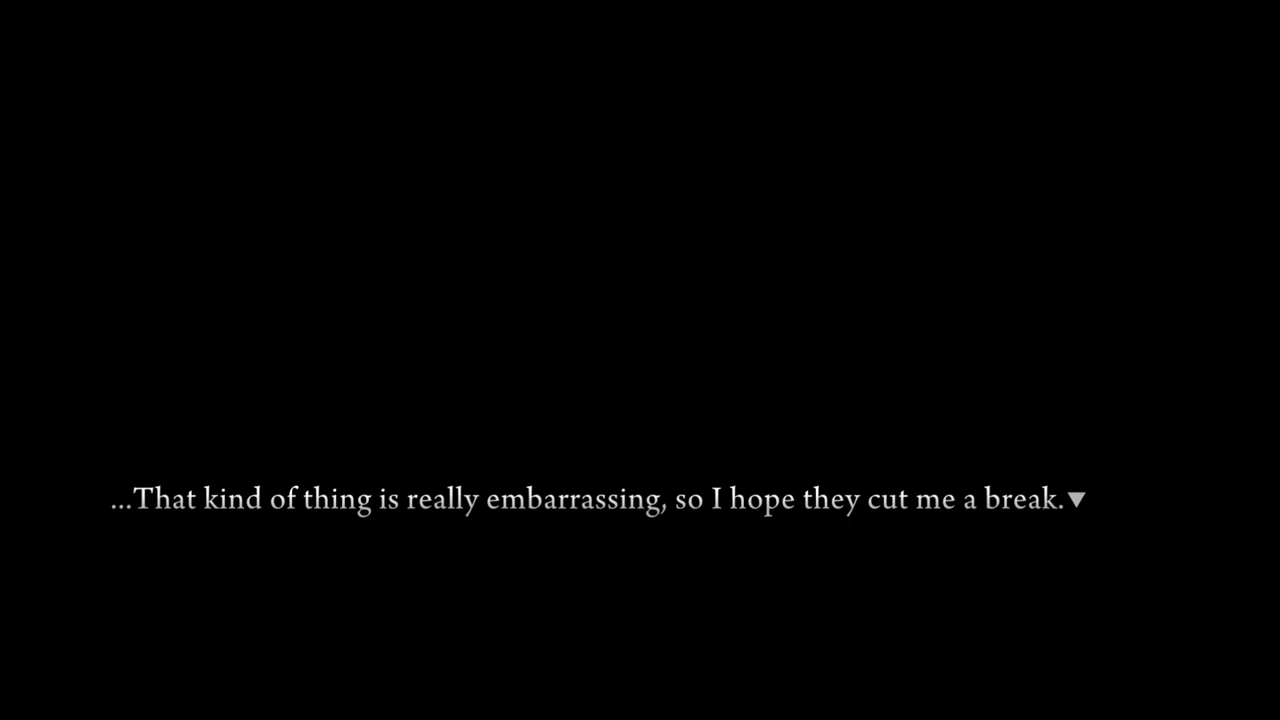 ...That kind of thing is really embarrassing, so I hope they cut me a break.▼